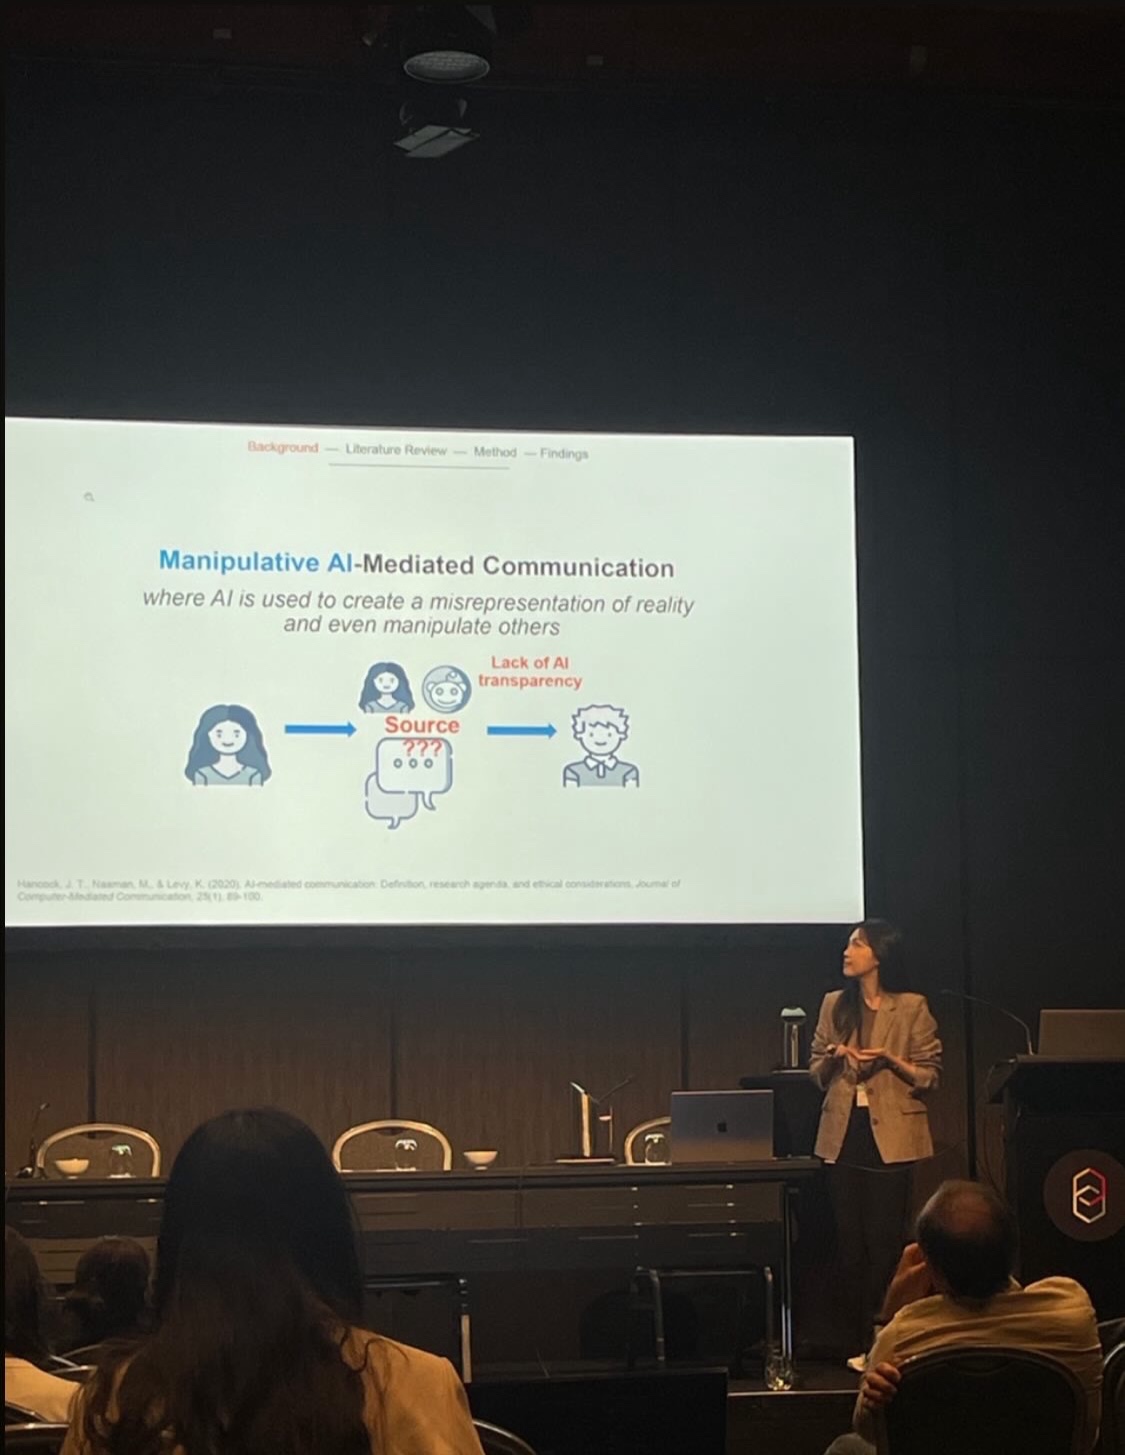 Background — Literature Review — Method — Findings
Manipulative AI-Mediated Communication
where AI is used to create a misrepresentation of reality
and even manipulate others
Lack of AI
transparency
Source
???
Hancock, J. T., Naaman, M., & Levy, K. (2020). AI-mediated communication: Definition, research agenda, and ethical considerations. Journal of
Computer-Mediated Communication, 25(1), 89-100.